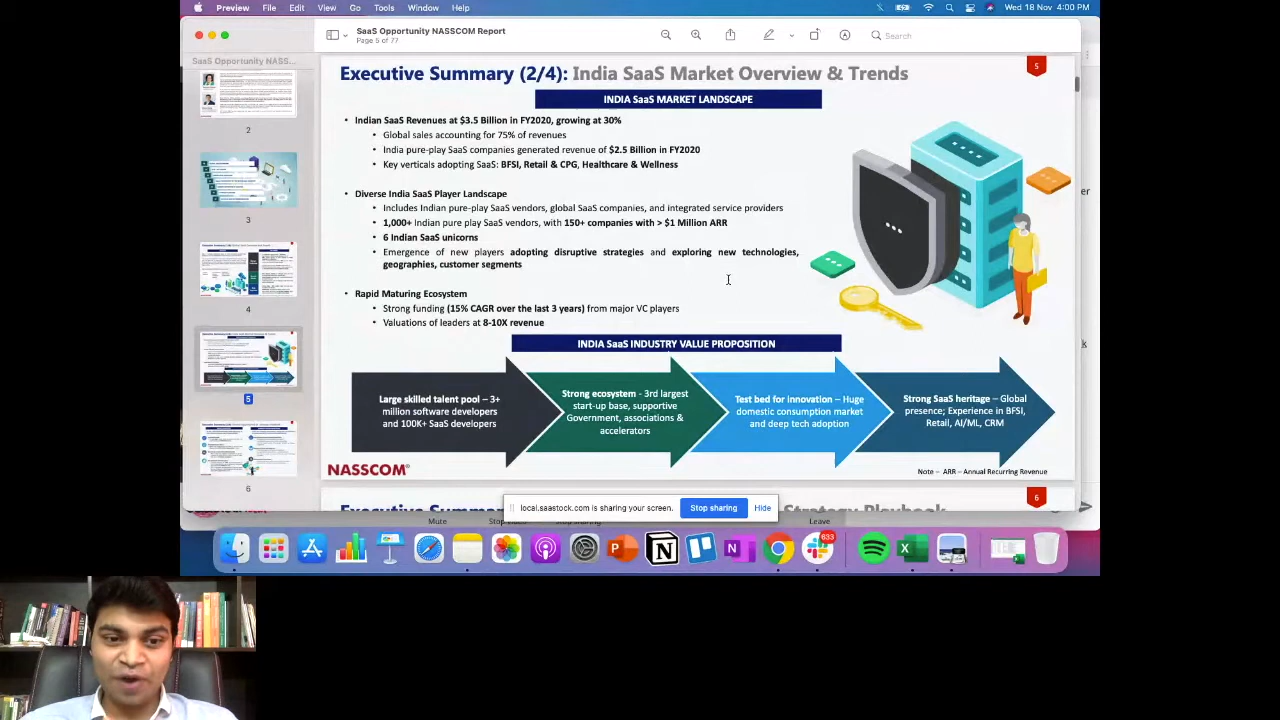 Preview File Edit View Go Tools Window Help
Wed 18 Nov 4:00 PM
SaaS Opportunity NASSCOM Report
Page 5 of 77
Search
SaaS Opportunity NASS...
2
3
4
5
6
5
Executive Summary (2/4): India SaaS Market Overview & Trends
INDIA SaaS MARKET LANDSCAPE
• Indian SaaS Revenues at $3.5 Billion in FY2020, growing at 30%
• Global sales accounting for 75% of revenues
• India pure-play SaaS companies generated revenue of $2.5 Billion in FY2020
• Key verticals adopting SaaS: BFSI, Retail & CPG, Healthcare & Wellness
• Diverse Indian SaaS Player Landscape
• Includes Indian pure-play SaaS vendors, global SaaS companies, and integrated service providers
• 1,000+ Indian pure play SaaS vendors, with 150+ companies with > $1 Million ARR
• 6 Indian SaaS unicorns
• Emergence of new players adopting disruptive strategies and exploring new technologies,
geographies, customer segments
• Rapid Maturing Ecosystem
• Strong funding (15% CAGR over the last 3 years) from major VC players
• Valuations of leaders at 8-10X revenue
INDIA SaaS INDUSTRY VALUE PROPOSITION
Large skilled talent pool – 3+
million software developers
and 100K+ SaaS developers
Strong ecosystem - 3rd largest
start-up base, supportive
Government, associations &
accelerators
Test bed for innovation – Huge
domestic consumption market
and deep tech adoption
Strong SaaS heritage – Global
presence; Experience in BFSI,
Retail, AI/ML, CRM
NASSCOM®
Note – ARR – Annual Recurring Revenue
6
local.saastock.com is sharing your screen. Stop sharing Hide
Mute
Leave
633